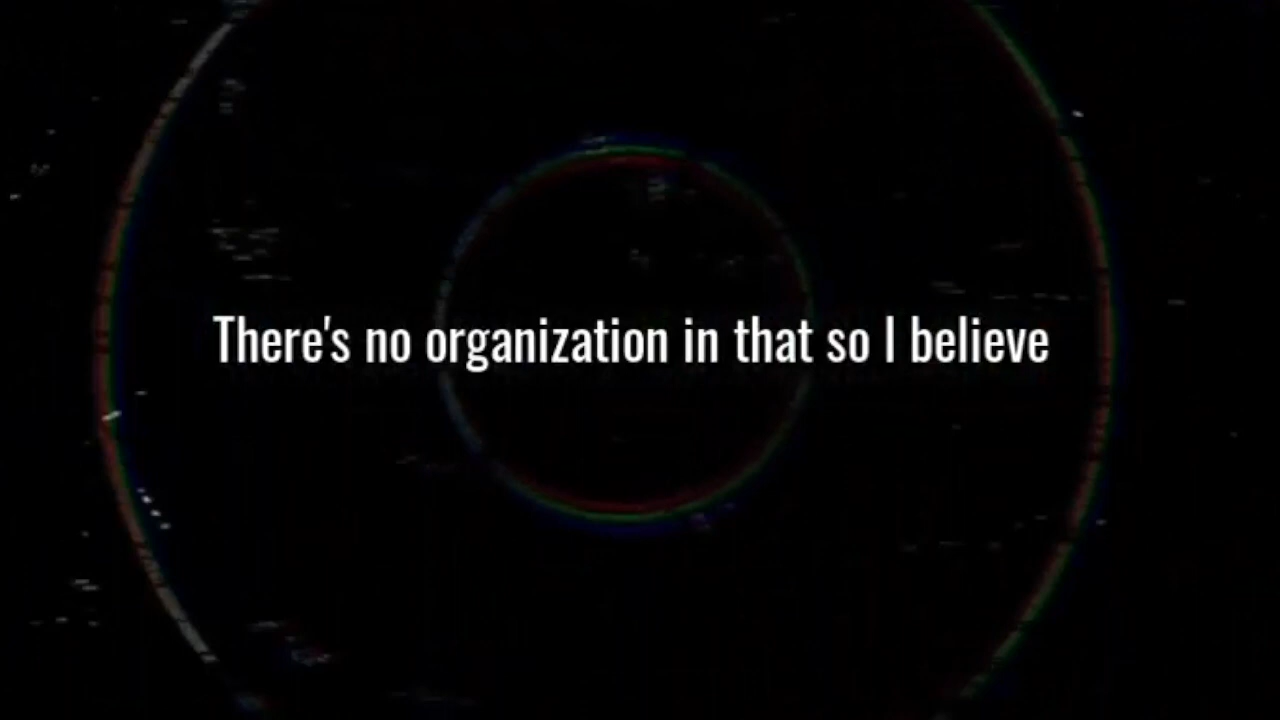 There's no organization in that so I believe